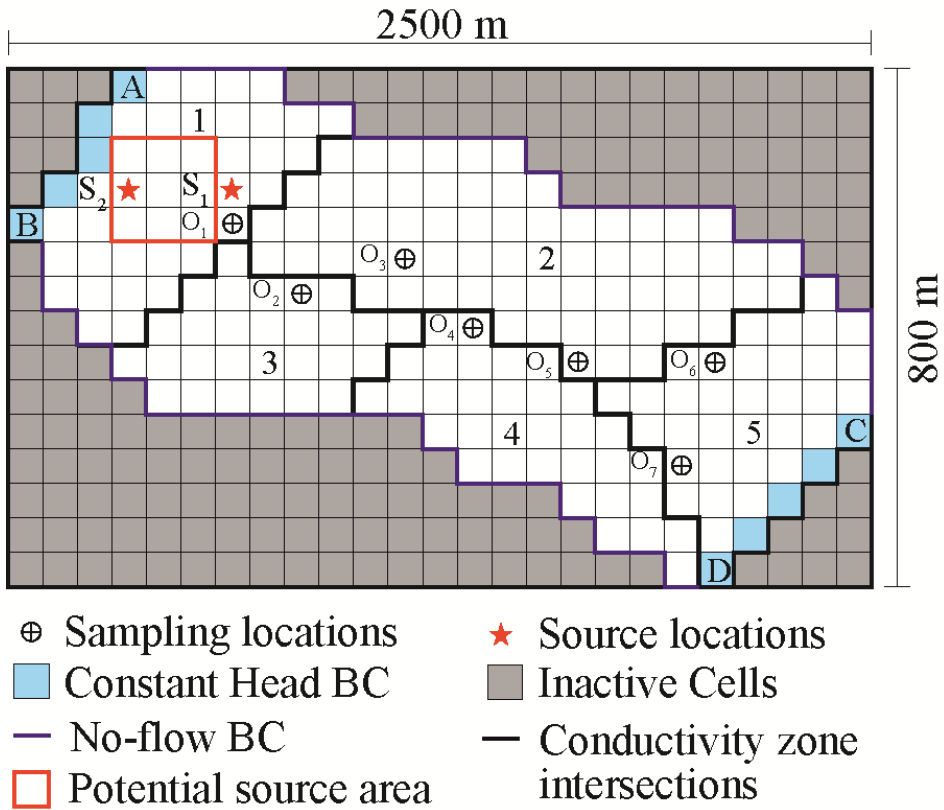 2500 m
A
1
S2
S1
B
O1
O3
2
O2
800 m
O4
3
O5
O6
C
4
5
O7
D
Sampling locations
Source locations
Constant Head BC
Inactive Cells
No-flow BC
Conductivity zone
intersections
Potential source area